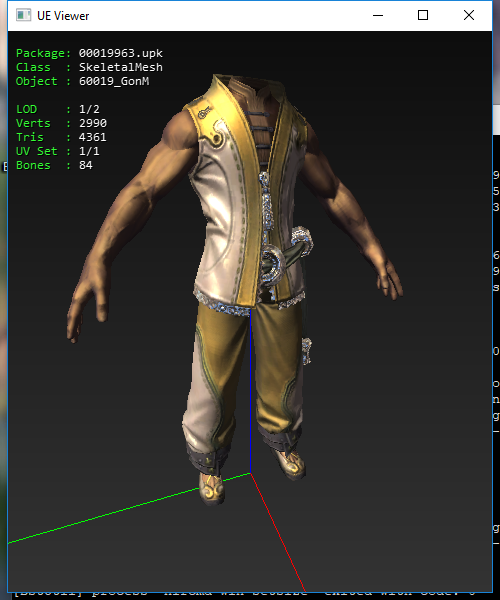 UE Viewer
Package: 00019963.upk
Class : SkeletalMesh
Object : 60019_GonM
LOD : 1/2
Verts : 2990
Tris : 4361
UV Set : 1/1
Bones : 84